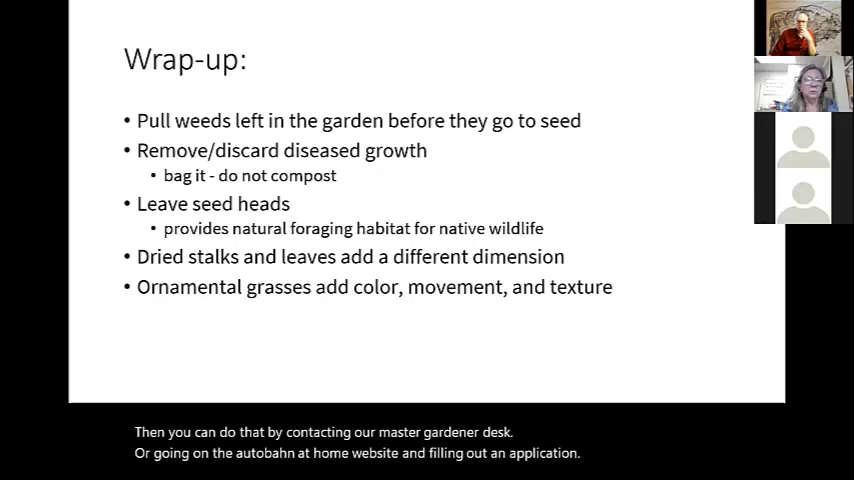 Wrap-up:
• Pull weeds left in the garden before they go to seed
• Remove/discard diseased growth
• bag it - do not compost
• Leave seed heads
• provides natural foraging habitat for native wildlife
• Dried stalks and leaves add a different dimension
• Ornamental grasses add color, movement, and texture
Then you can do that by contacting our master gardener desk.
Or going on the autobahn at home website and filling out an application.